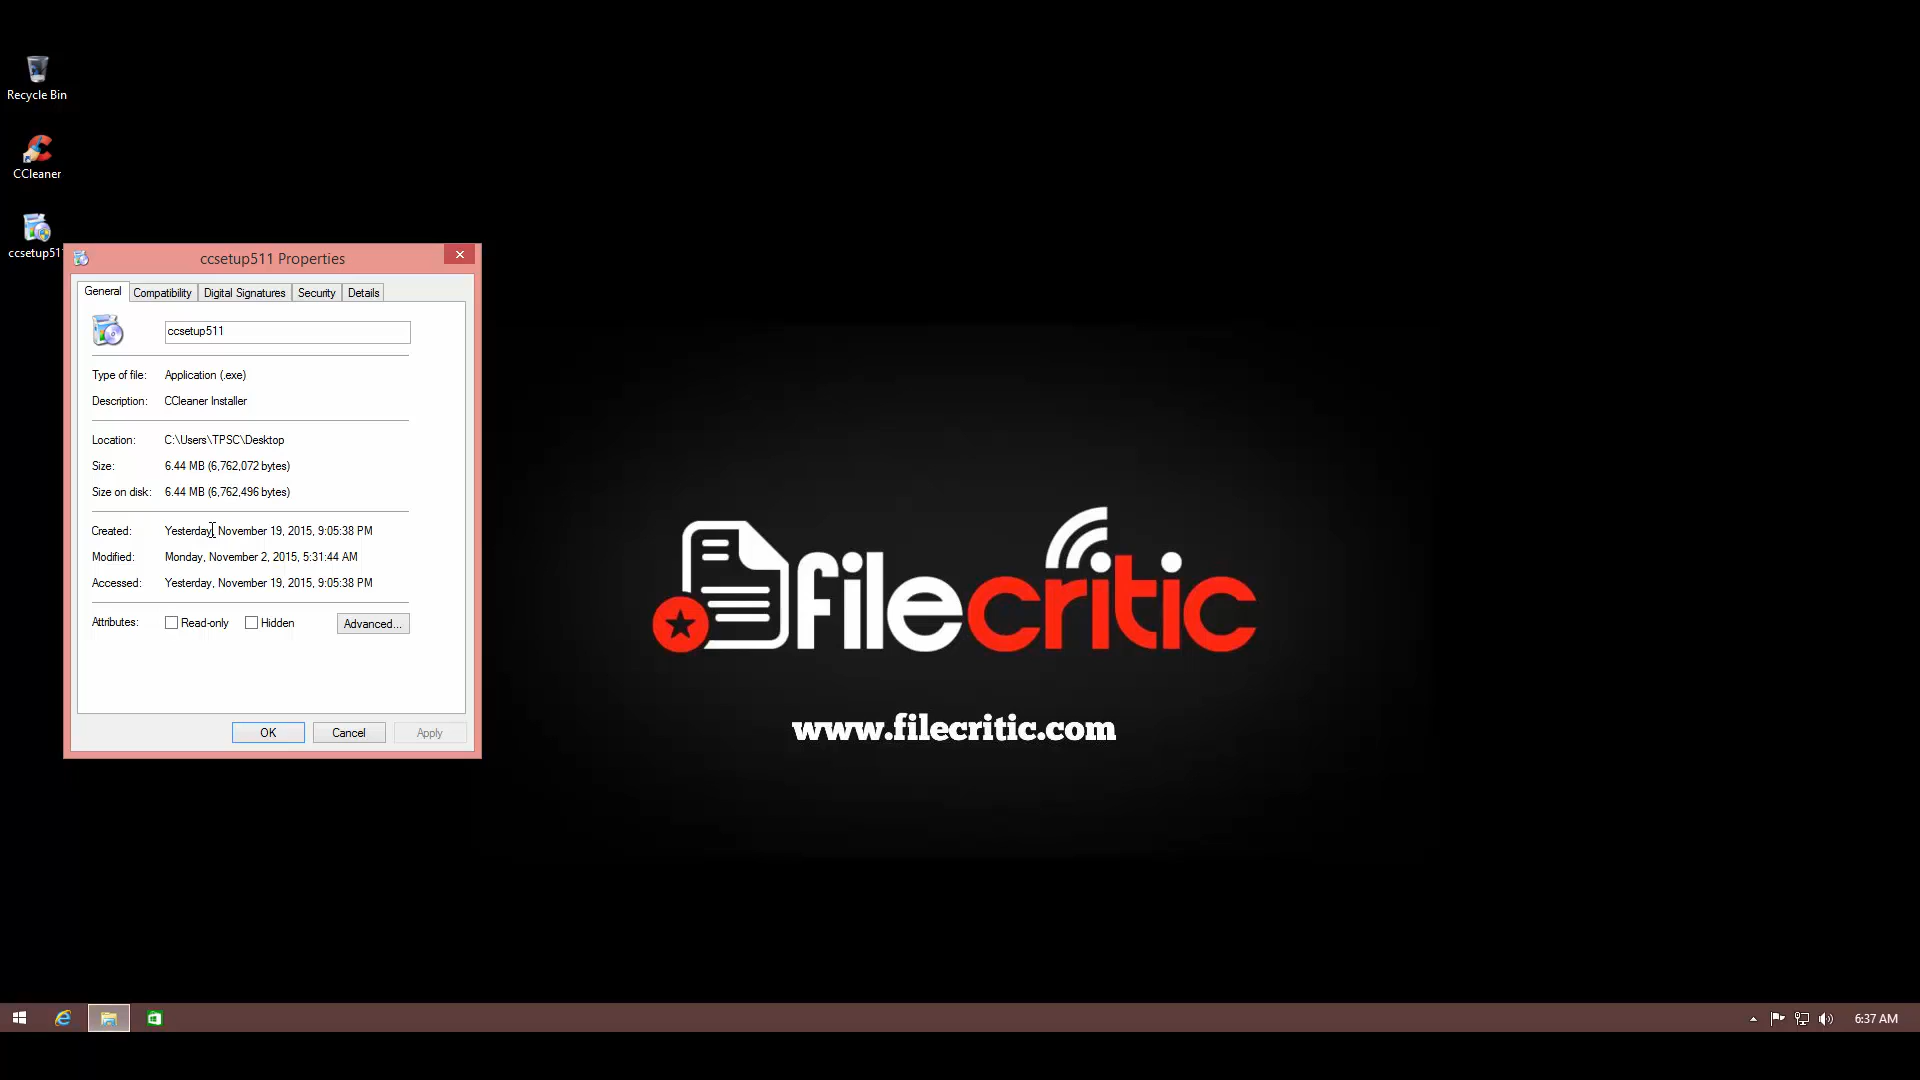 Recycle Bin
CCleaner
ccsetup511
ccsetup511 Properties
General Compatibility Digital Signatures Security Details
ccsetup511
Type of file: Application (.exe)
Description: CCleaner Installer
Location: C:\Users\TPSC\Desktop
Size: 6.44 MB (6,762,072 bytes)
Size on disk: 6.44 MB (6,762,496 bytes)
Created: Yesterday, November 19, 2015, 9:05:38 PM
Modified: Monday, November 2, 2015, 5:31:44 AM
Accessed: Yesterday, November 19, 2015, 9:05:38 PM
Attributes: Read-only Hidden Advanced...
OK Cancel Apply
filecritic
www.filecritic.com
6:37 AM